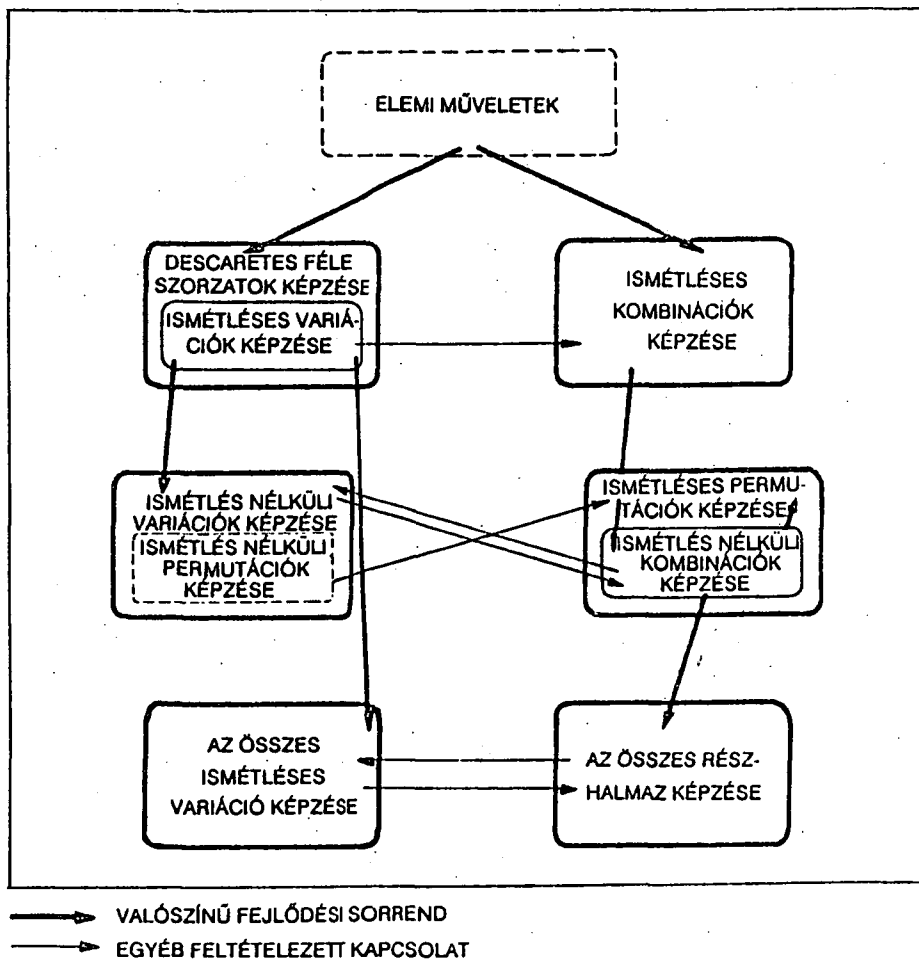 ELEMI MŰVELETEK
DESCARETES FÉLE
SZORZATOK KÉPZÉSE
ISMÉTLÉSES VARIÁ-
CIÓK KÉPZÉSE
ISMÉTLÉSES
KOMBINÁCIÓK
KÉPZÉSE
ISMÉTLÉS NÉLKÜLI
VARIÁCIÓK KÉPZÉSE
ISMÉTLÉS NÉLKÜLI
PERMUTÁCIÓK
KÉPZÉSE
ISMÉTLÉSES PERMU-
TÁCIÓK KÉPZÉSE
ISMÉTLÉS NÉLKÜLI
KOMBINÁCIÓK
KÉPZÉSE
AZ ÖSSZES
ISMÉTLÉSES
VARIÁCIÓ KÉPZÉSE
AZ ÖSSZES RÉSZ-
HALMAZ KÉPZÉSE
VALÓSZÍNŰ FEJLŐDÉSI SORREND
EGYÉB FELTÉTELEZETT KAPCSOLAT